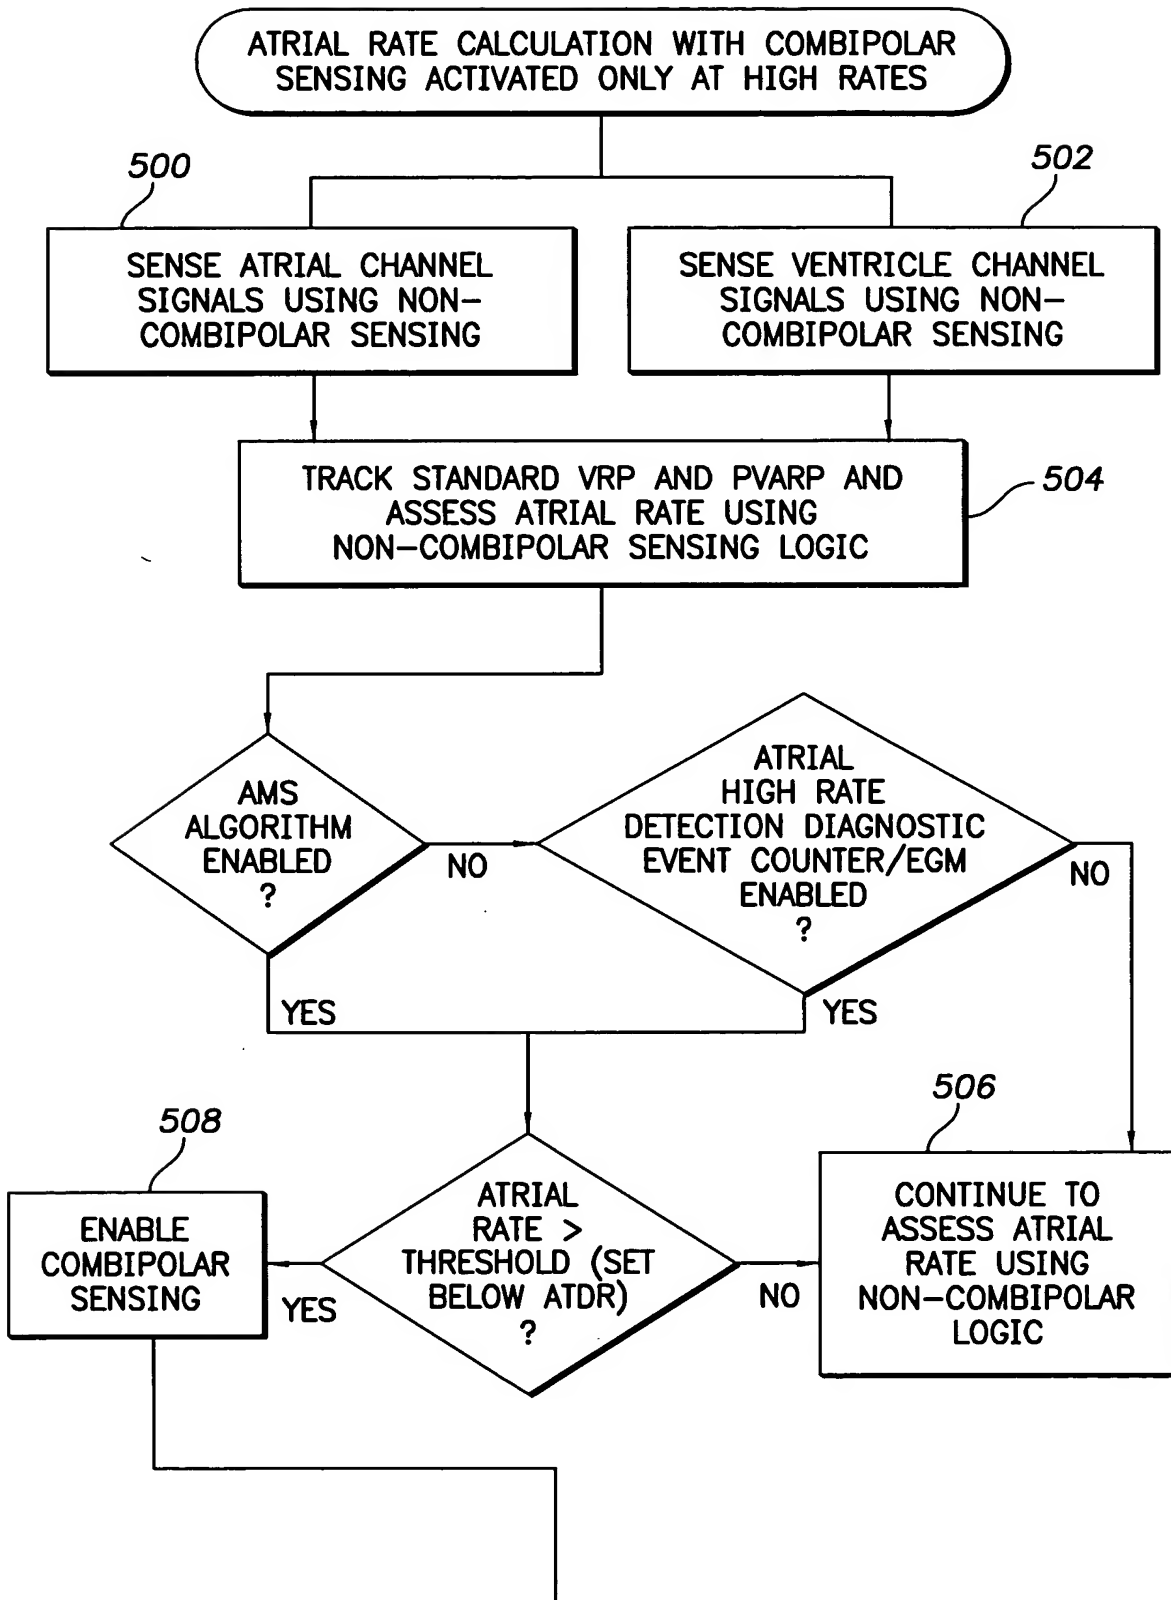 ATRIAL RATE CALCULATION WITH COMBIPOLAR
SENSING ACTIVATED ONLY AT HIGH RATES
500
502
SENSE ATRIAL CHANNEL
SIGNALS USING NON-
COMBIPOLAR SENSING
SENSE VENTRICLE CHANNEL
SIGNALS USING NON-
COMBIPOLAR SENSING
TRACK STANDARD VRP AND PVARP AND
ASSESS ATRIAL RATE USING
NON-COMBIPOLAR SENSING LOGIC
504
AMS
ALGORITHM
ENABLED
?
NO
ATRIAL
HIGH RATE
DETECTION DIAGNOSTIC
EVENT COUNTER/EGM
ENABLED
?
NO
YES
YES
508
506
ENABLE
COMBIPOLAR
SENSING
YES
ATRIAL
RATE >
THRESHOLD (SET
BELOW ATDR)
?
NO
CONTINUE TO
ASSESS ATRIAL
RATE USING
NON-COMBIPOLAR
LOGIC